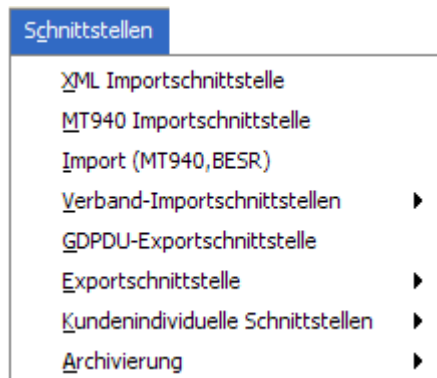 Schnittstellen
XML Importschnittstelle
MT940 Importschnittstelle
Import (MT940,BESR)
Verband-Importschnittstellen
GDPDU-Exportschnittstelle
Exportschnittstelle
Kundenindividuelle Schnittstellen
Archivierung